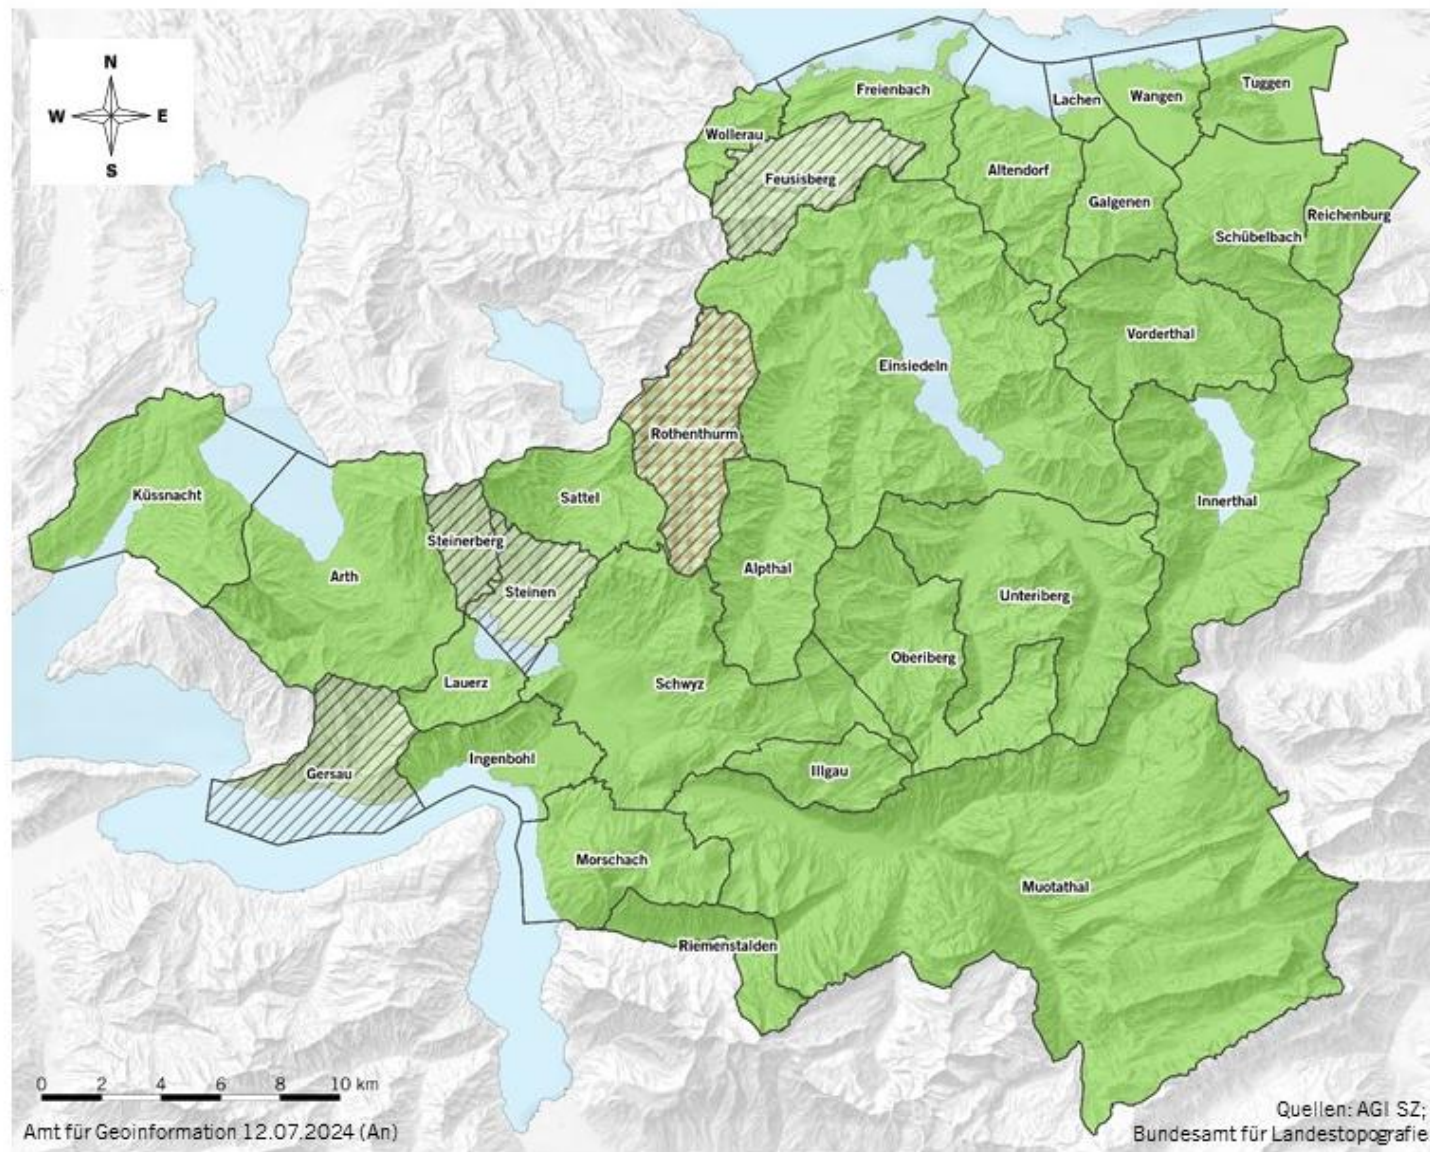 N
W E
S
Tuggen
Freienbach
Lachen
Wangen
Wollerau
Altendorf
Feusisberg
Galgenen
Reichenburg
Schübelbach
Vorderthal
Einsiedeln
Rothenthurm
Küssnacht
Sattel
Innerthal
Steinerberg
Alpthal
Arth
Steinen
Unteriberg
Oberiberg
Lauerz
Schwyz
Ingenbohl
Illgau
Gersau
Morschach
Muotathal
Riemenstalden
0 2 4 6 8 10 km
Amt für Geoinformation 12.07.2024 (An)
Quellen: AGI SZ;
Bundesamt für Landestopografie